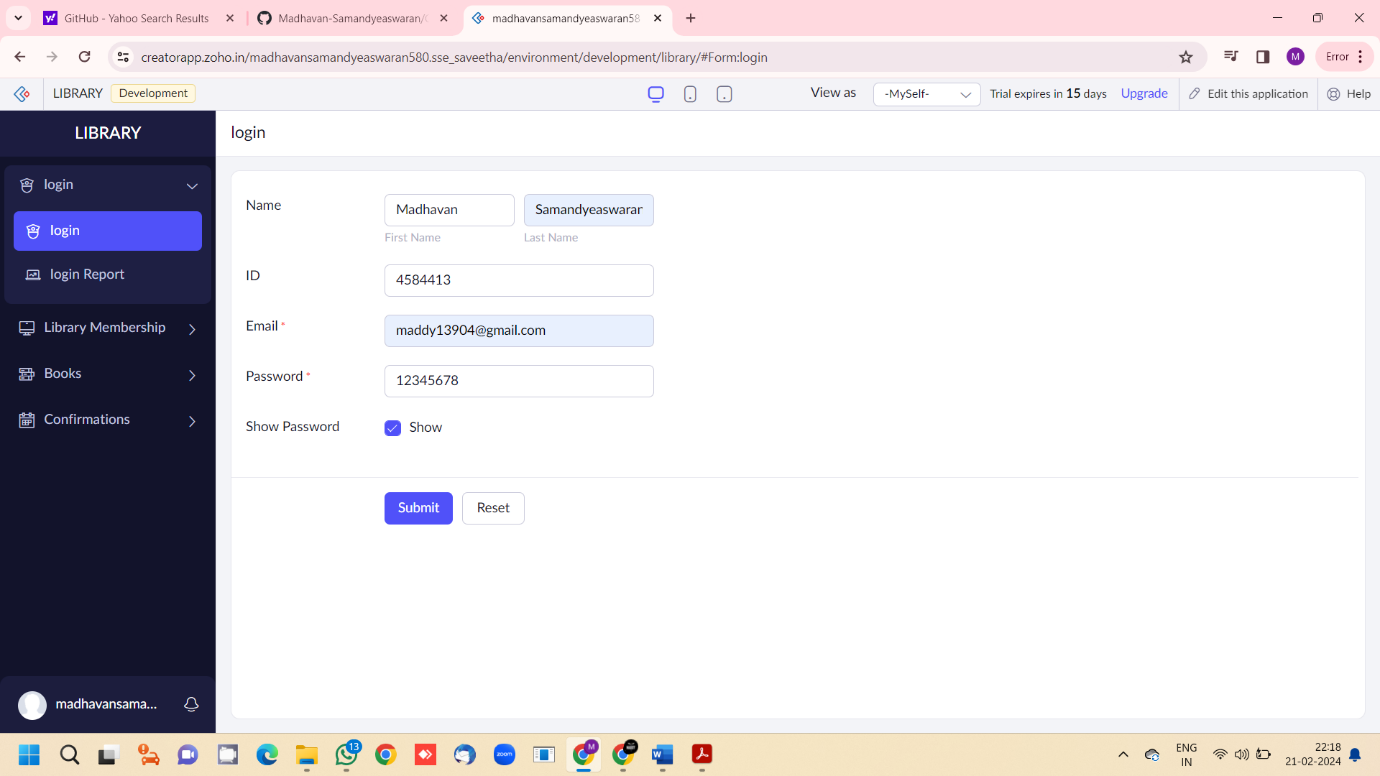 GitHub - Yahoo Search Results
Madhavan-Samandyeaswaran/
madhavansamandyeaswaran58
creatorapp.zoho.in/madhavansamandyeaswaran580.sse_saveetha/environment/development/library/#Form:login
M
Error
LIBRARY Development
View as -MySelf- Trial expires in 15 days Upgrade Edit this application Help
LIBRARY
login
login
login
login Report
Library Membership
Books
Confirmations
Name
Madhavan Samandyeaswarar
First Name Last Name
ID 4584413
Email * maddy13904@gmail.com
Password * 12345678
Show Password Show
Submit Reset
madhavansama...
13
zoom
M
ENG
IN
22:18
21-02-2024